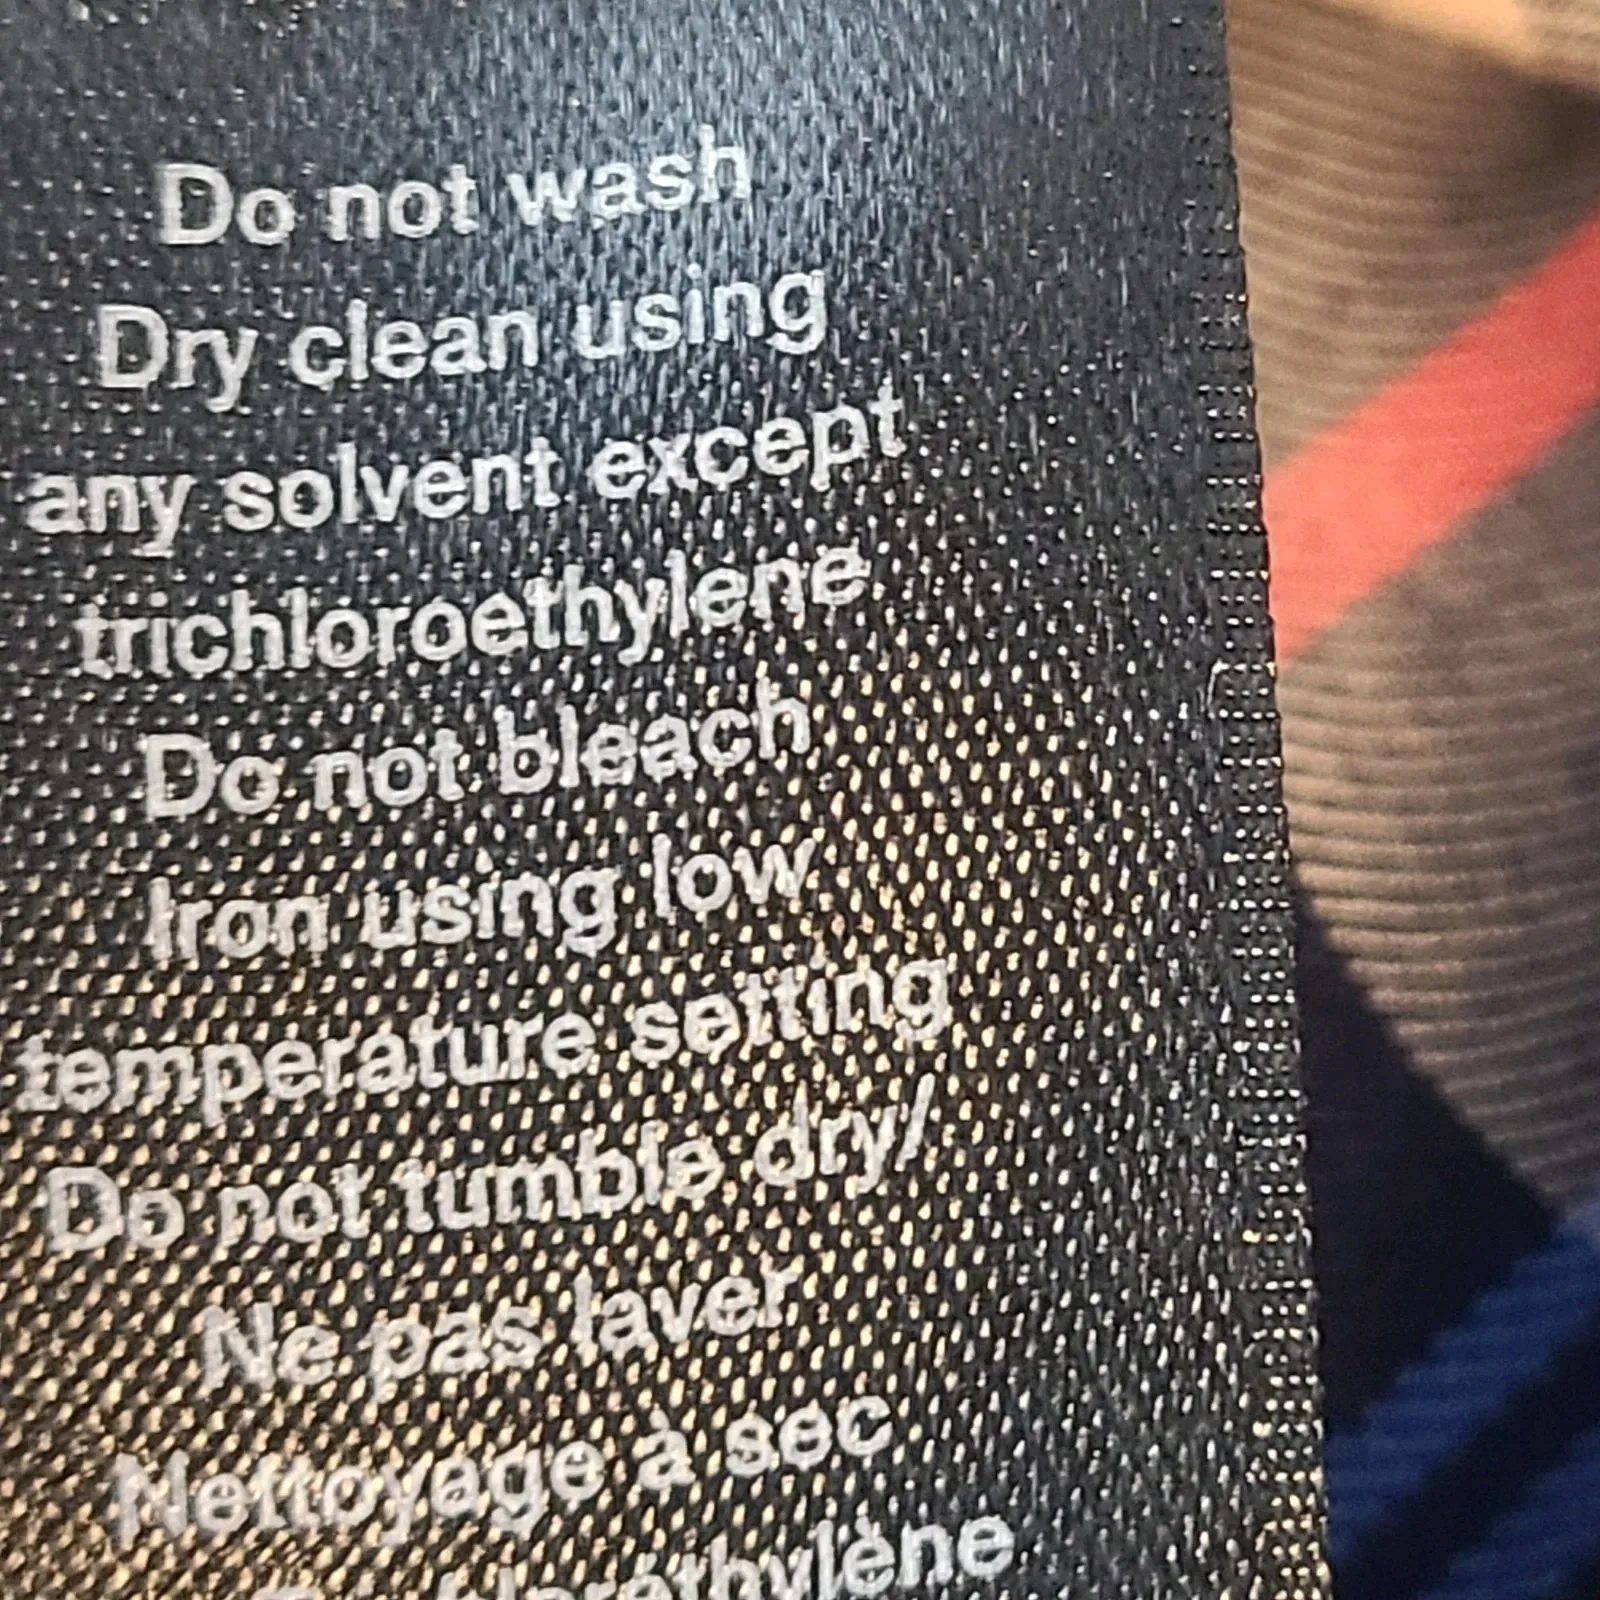 Do not wash
Dry clean using
any solvent except
trichloroethylene
Do not bleach
Iron using low
temperature setting
Do not tumble dry/
Ne pas laver
Nettoyage à sec